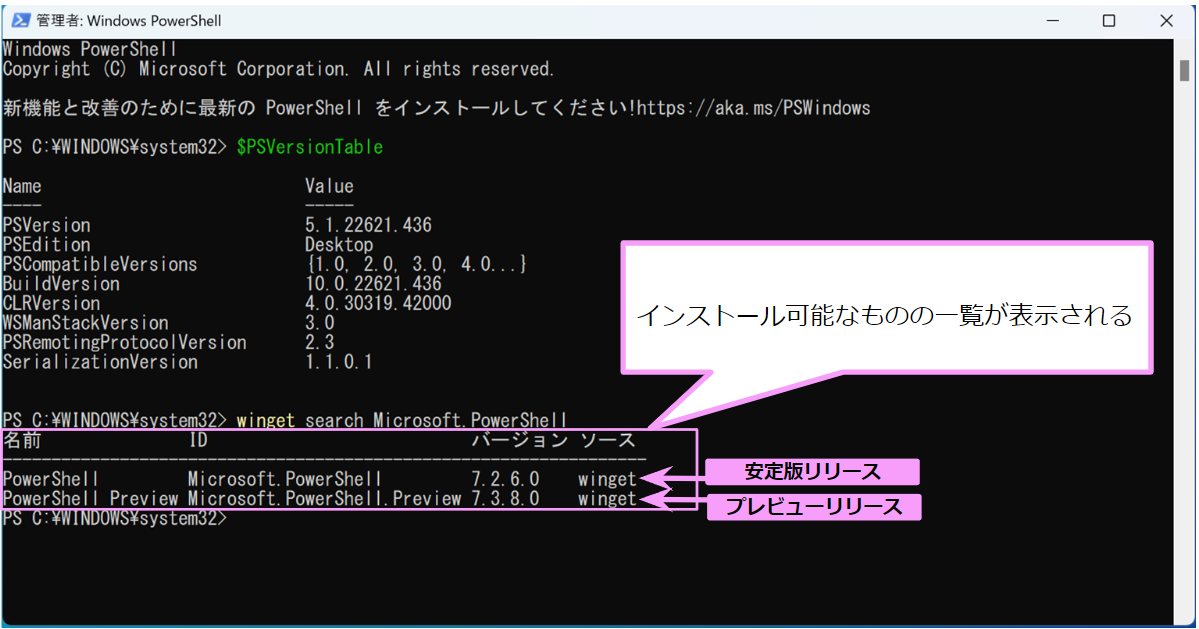 管理者: Windows PowerShell
Windows PowerShell
Copyright (C) Microsoft Corporation. All rights reserved.
新機能と改善のために最新の PowerShell をインストールしてください!https://aka.ms/PSWindows
PS C:¥WINDOWS¥system32> $PSVersionTable
Name Value
---- -----
PSVersion 5.1.22621.436
PSEdition Desktop
PSCompatibleVersions {1.0, 2.0, 3.0, 4.0...}
BuildVersion 10.0.22621.436
CLRVersion 4.0.30319.42000
WSManStackVersion 3.0
PSRemotingProtocolVersion 2.3
SerializationVersion 1.1.0.1
インストール可能なものの一覧が表示される
PS C:¥WINDOWS¥system32> winget search Microsoft.PowerShell
名前 ID バージョン ソース
-----------------------------------------------------------------
PowerShell Microsoft.PowerShell 7.2.6.0 winget
安定版リリース
PowerShell Preview Microsoft.PowerShell.Preview 7.3.8.0 winget
プレビューリリース
PS C:¥WINDOWS¥system32>